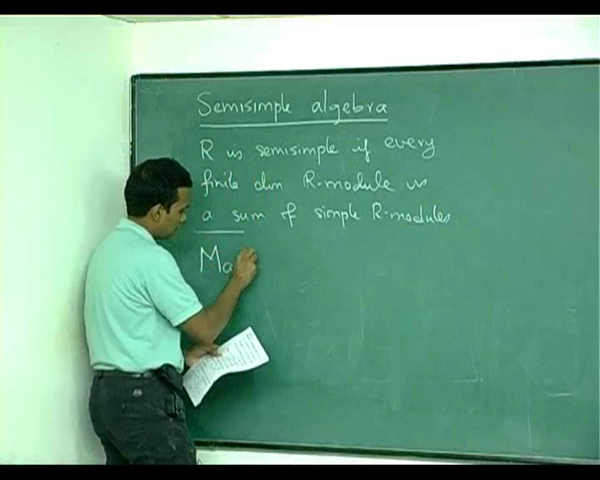 Semisimple algebra
R is semisimple if every
finite dim R-module is
a sum of simple R-modules.
Ma